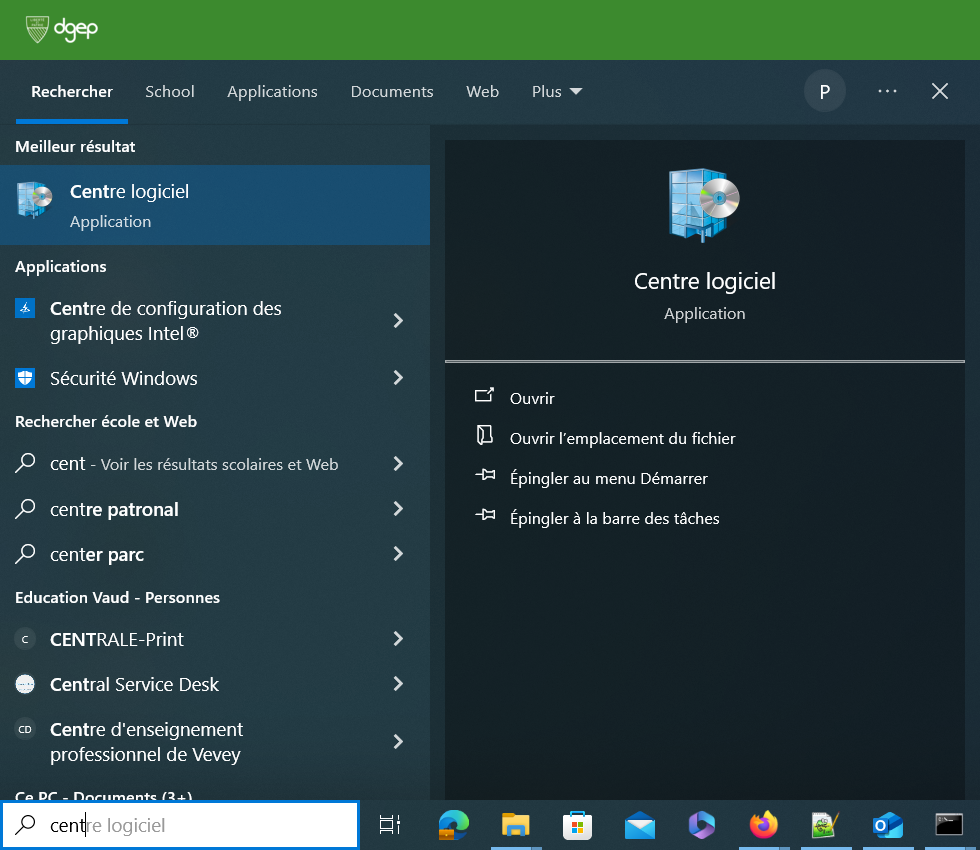 dgep
Rechercher School Applications Documents Web Plus P ...
Meilleur résultat
Centre logiciel
Application
Applications
Centre de configuration des
graphiques Intel®
Sécurité Windows
Rechercher école et Web
cent - Voir les résultats scolaires et Web
centre patronal
center parc
Education Vaud - Personnes
C CENTRALE-Print
Central Service Desk
CD Centre d'enseignement
professionnel de Vevey
Ce PC - Documents (3+)
centre logiciel
Centre logiciel
Application
Ouvrir
Ouvrir l’emplacement du fichier
Épingler au menu Démarrer
Épingler à la barre des tâches